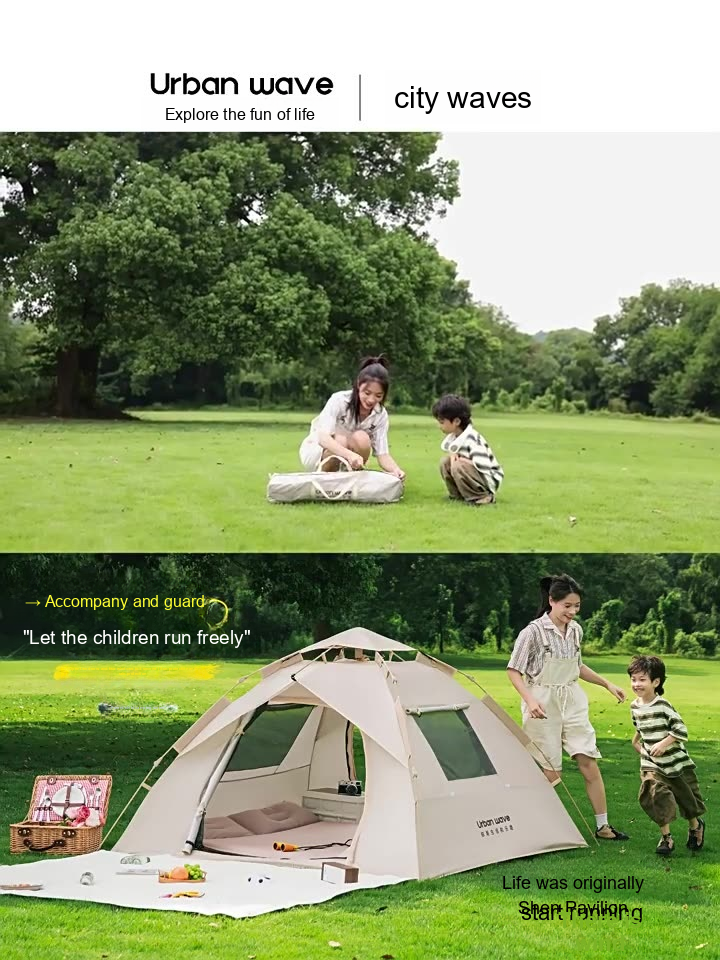 Urban wave
Explore the fun of life
city waves
→ Accompany and guard
"Let the children run freely"
Urban wave
Life was originally
Shen Pavilion
start running